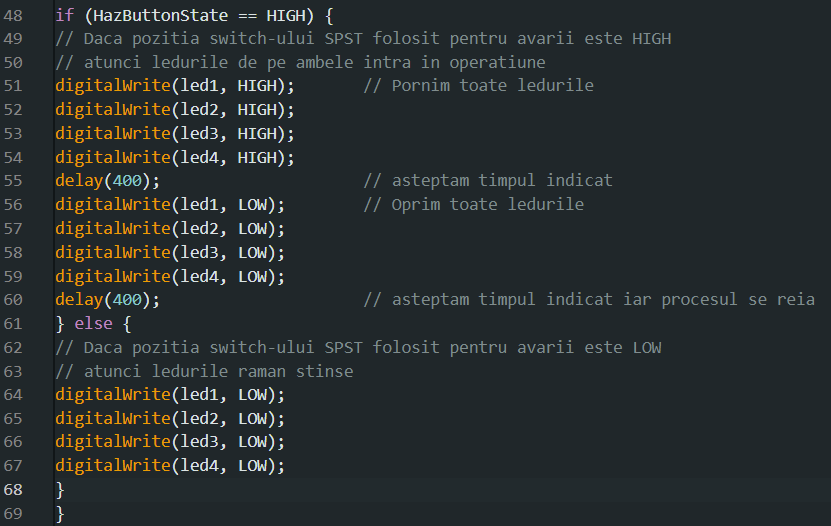 48 if (HazButtonState == HIGH) {
49 // Daca pozitia switch-ului SPST folosit pentru avarii este HIGH
50 // atunci ledurile de pe ambele intra in operatiune
51 digitalWrite(led1, HIGH); // Pornim toate ledurile
52 digitalWrite(led2, HIGH);
53 digitalWrite(led3, HIGH);
54 digitalWrite(led4, HIGH);
55 delay(400); // asteptam timpul indicat
56 digitalWrite(led1, LOW); // Oprim toate ledurile
57 digitalWrite(led2, LOW);
58 digitalWrite(led3, LOW);
59 digitalWrite(led4, LOW);
60 delay(400); // asteptam timpul indicat iar procesul se reia
61 } else {
62 // Daca pozitia switch-ului SPST folosit pentru avarii este LOW
63 // atunci ledurile raman stinse
64 digitalWrite(led1, LOW);
65 digitalWrite(led2, LOW);
66 digitalWrite(led3, LOW);
67 digitalWrite(led4, LOW);
68 }
69 }